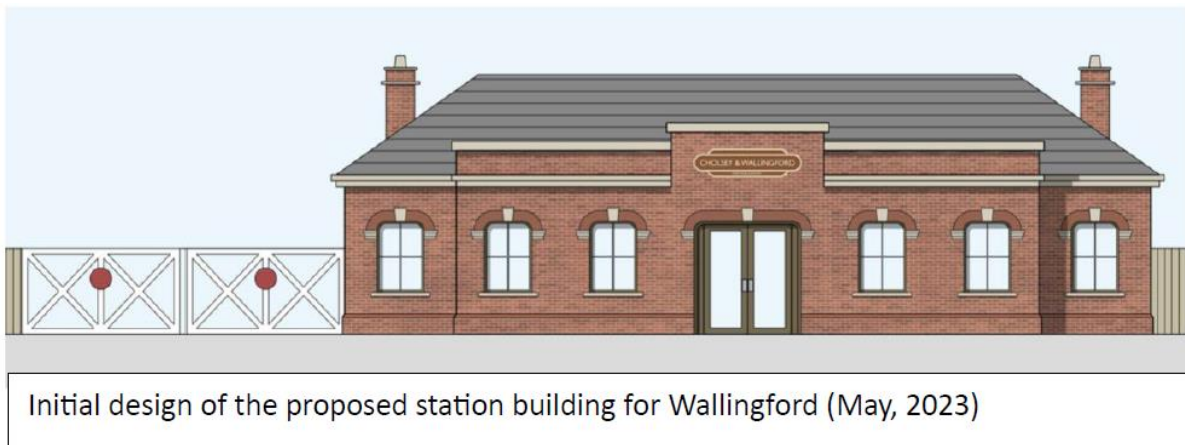 CHOLSEY & WALLINGFORD
Initial design of the proposed station building for Wallingford (May, 2023)